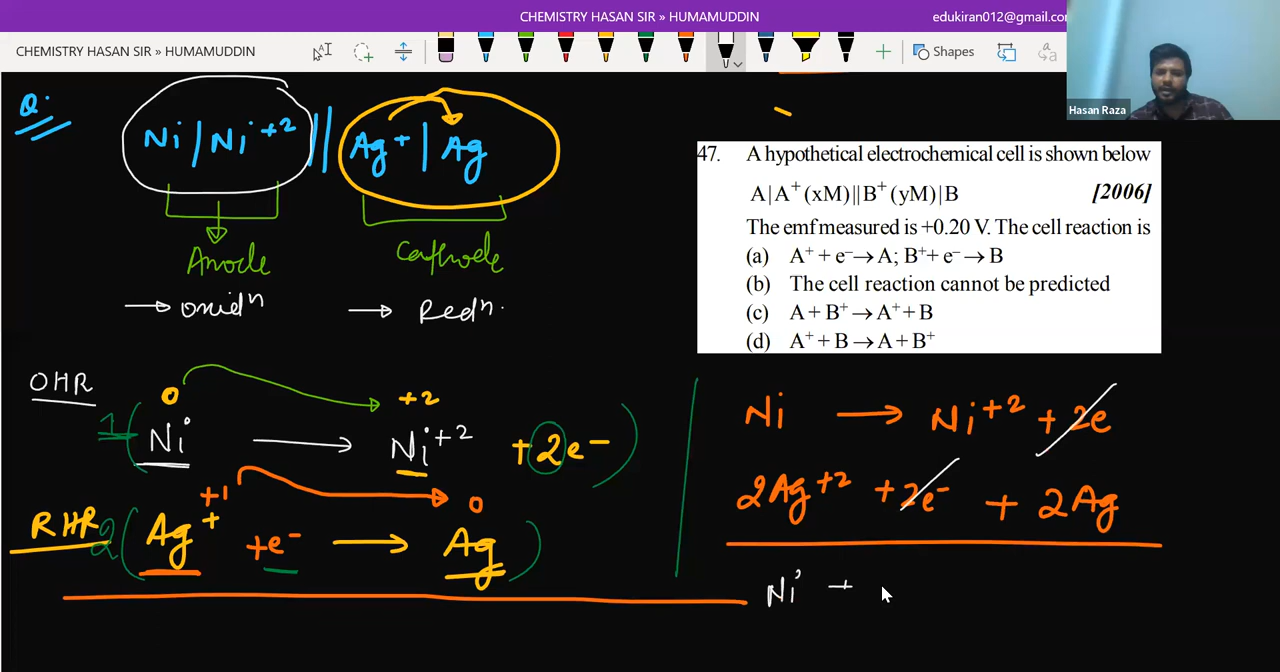 CHEMISTRY HASAN SIR » HUMAMUDDIN
edukiran012@gmail.co
CHEMISTRY HASAN SIR » HUMAMUDDIN
Shapes
Hasan Raza
Q.
Ni | Ni+2 || Ag+ | Ag
Anode
Cathode
→ Oxidn
→ Redn.
47. A hypothetical electrochemical cell is shown below
A|A+(xM)||B+(yM)|B [2006]
The emf measured is +0.20 V. The cell reaction is
(a) A+ + e– → A; B+ + e– → B
(b) The cell reaction cannot be predicted
(c) A + B+ → A+ + B
(d) A+ + B → A + B+
OHR
0 +2
1( Ni → Ni+2 + 2e– )
+1 0
RHR 2( Ag+ + e– → Ag )
Ni → Ni+2 + 2e
2Ag+2 + 2e– + 2Ag
Ni +